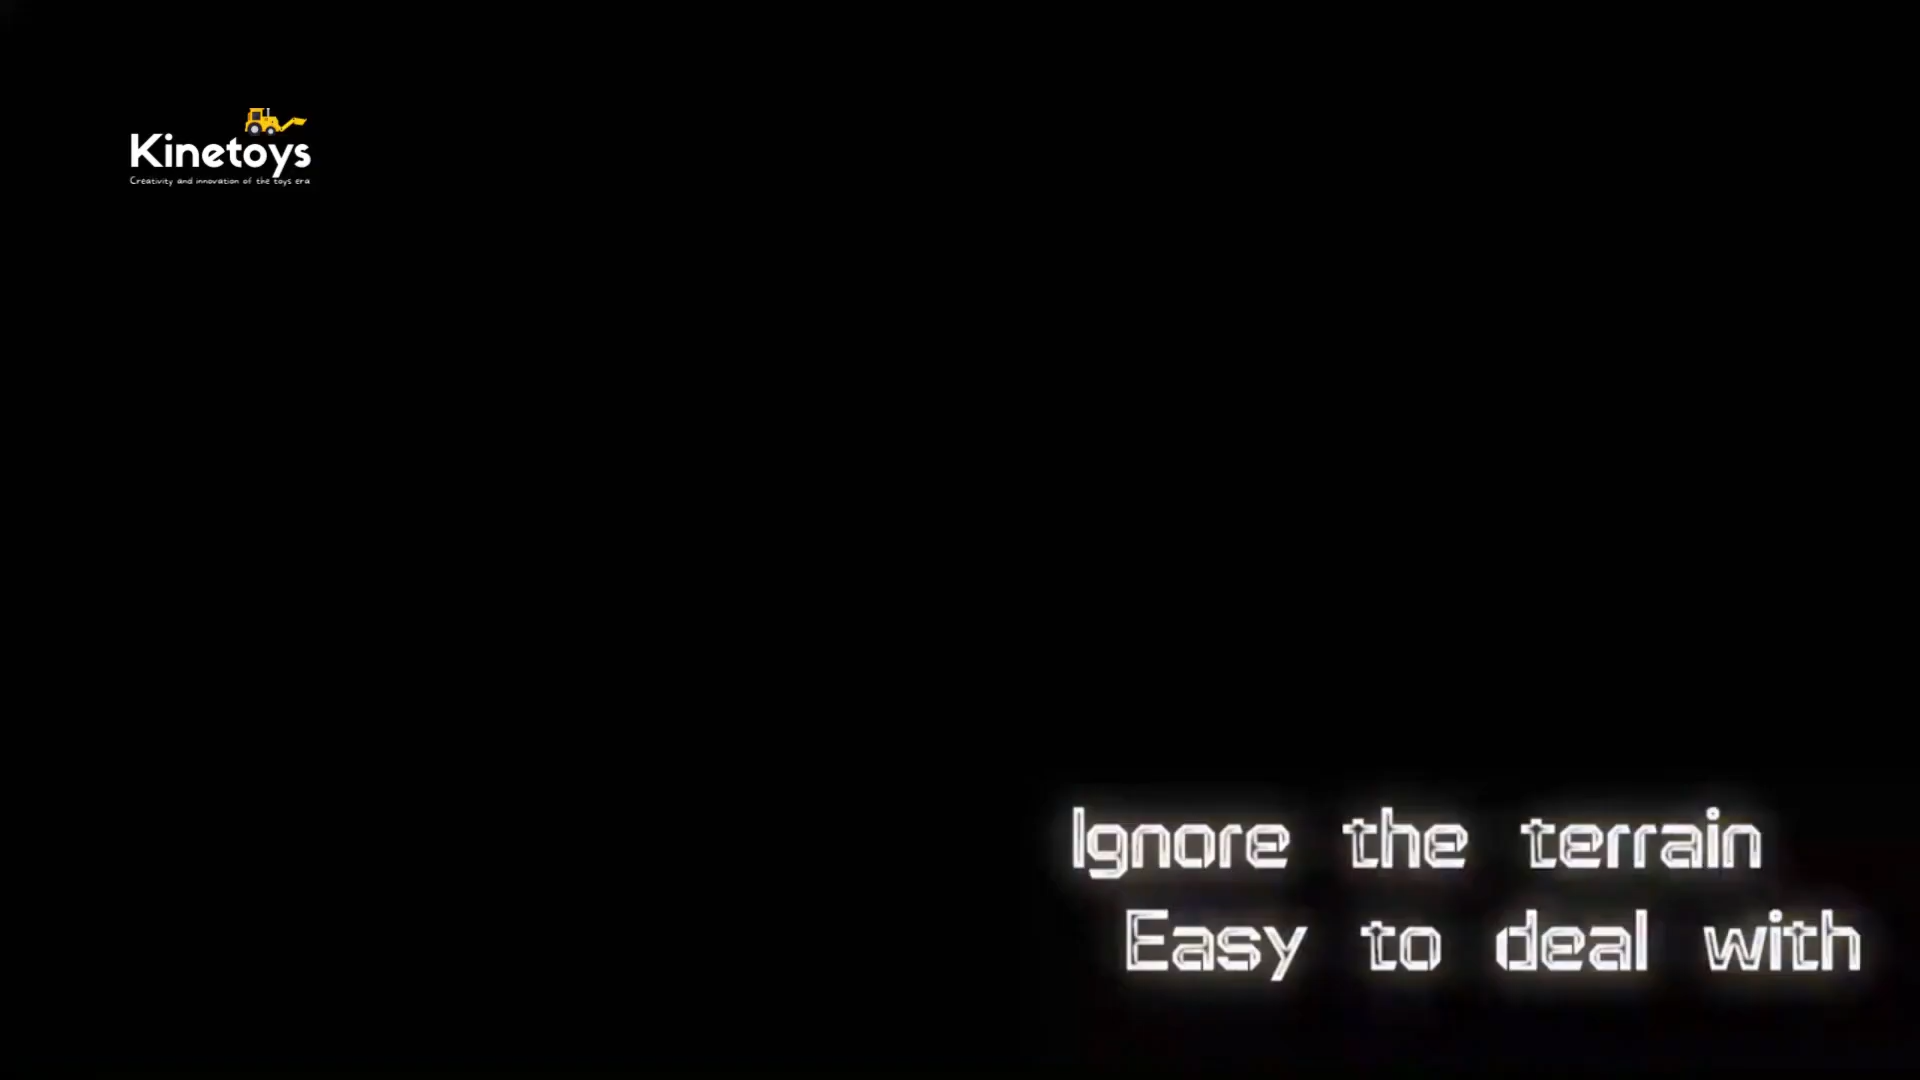 Kinetoys
Creativity and innovation of the toys era
Ignore the terrain
Easy to deal with